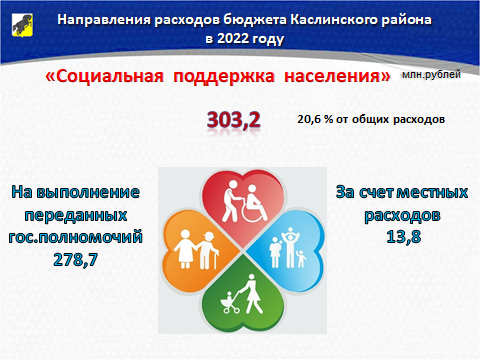 Направления расходов бюджета Каслинского района
в 2022 году
«Социальная поддержка населения» млн.рублей
303,2 20,6 % от общих расходов
На выполнение
переданных
гос.полномочий
278,7
За счет местных
расходов
13,8